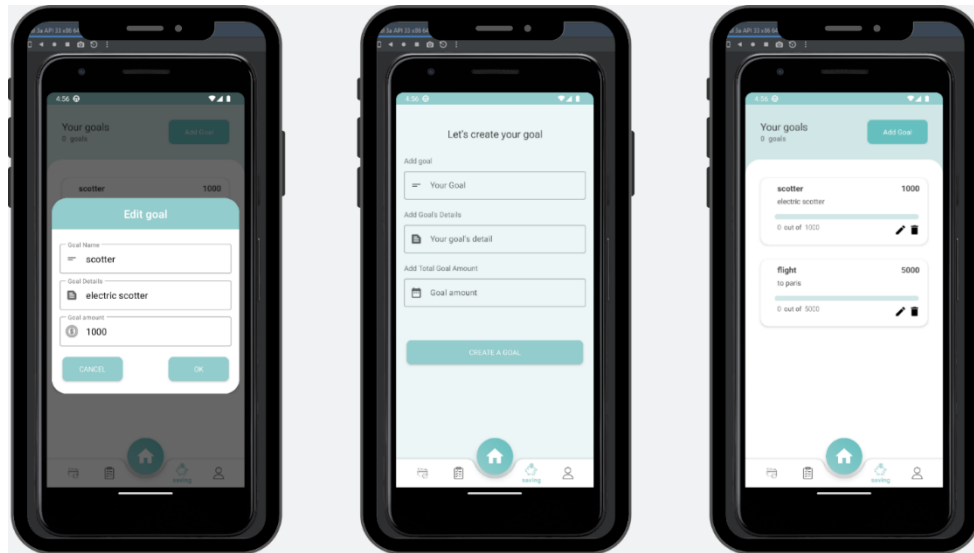 4:56
Your goals
0 goals
Add Goal
scotter 1000
Edit goal
Goal Name
scotter
Goal Details
electric scotter
Goal amount
1000
CANCEL OK
saving
4:56
Let's create your goal
Add goal
Your Goal
Add Goal's Details
Your goal's detail
Add Total Goal Amount
Goal amount
CREATE A GOAL
saving
4:56
Your goals
0 goals
Add Goal
scotter 1000
electric scotter
0 out of 1000
flight 5000
to paris
0 out of 5000
saving